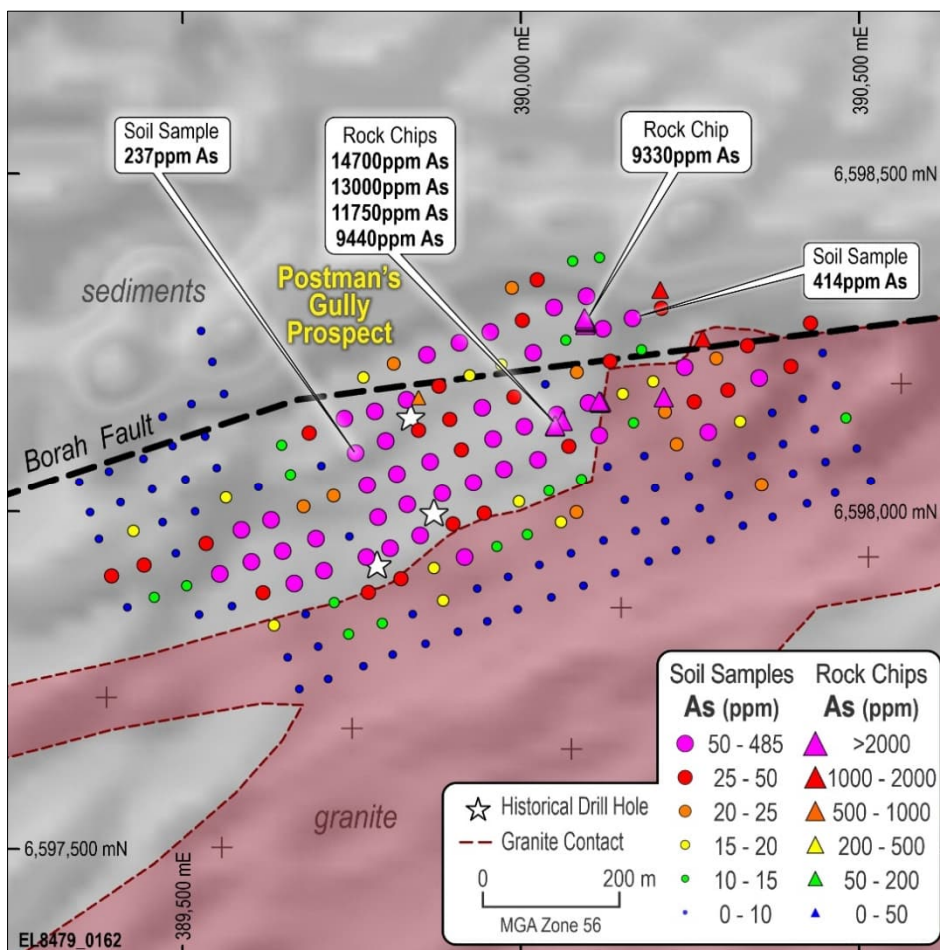 390,000 mE
390,500 mE
Soil Sample
237ppm As
Rock Chips
14700ppm As
13000ppm As
11750ppm As
9440ppm As
Rock Chip
9330ppm As
6,598,500 mN
Soil Sample
414ppm As
sediments
Postman's
Gully
Prospect
Borah Fault
6,598,000 mN
granite
6,597,500 mN
389,500 mE
EL8479_0162
Historical Drill Hole
Granite Contact
0 200 m
MGA Zone 56
Soil Samples Rock Chips
As (ppm) As (ppm)
50 - 485 >2000
25 - 50 1000 - 2000
20 - 25 500 - 1000
15 - 20 200 - 500
10 - 15 50 - 200
0 - 10 0 - 50